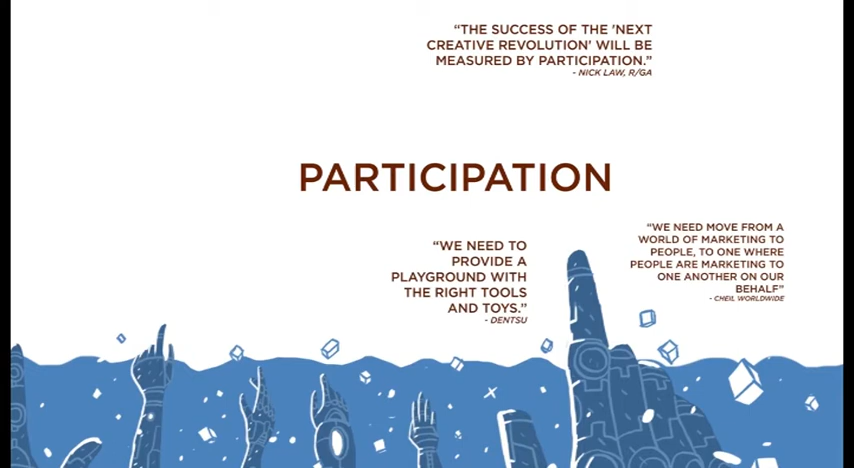 “THE SUCCESS OF THE 'NEXT
CREATIVE REVOLUTION' WILL BE
MEASURED BY PARTICIPATION.”
- NICK LAW, R/GA
PARTICIPATION
“WE NEED TO
PROVIDE A
PLAYGROUND WITH
THE RIGHT TOOLS
AND TOYS.”
- DENTSU
“WE NEED MOVE FROM A
WORLD OF MARKETING TO
PEOPLE, TO ONE WHERE
PEOPLE ARE MARKETING TO
ONE ANOTHER ON OUR
BEHALF”
- CHEIL WORLDWIDE